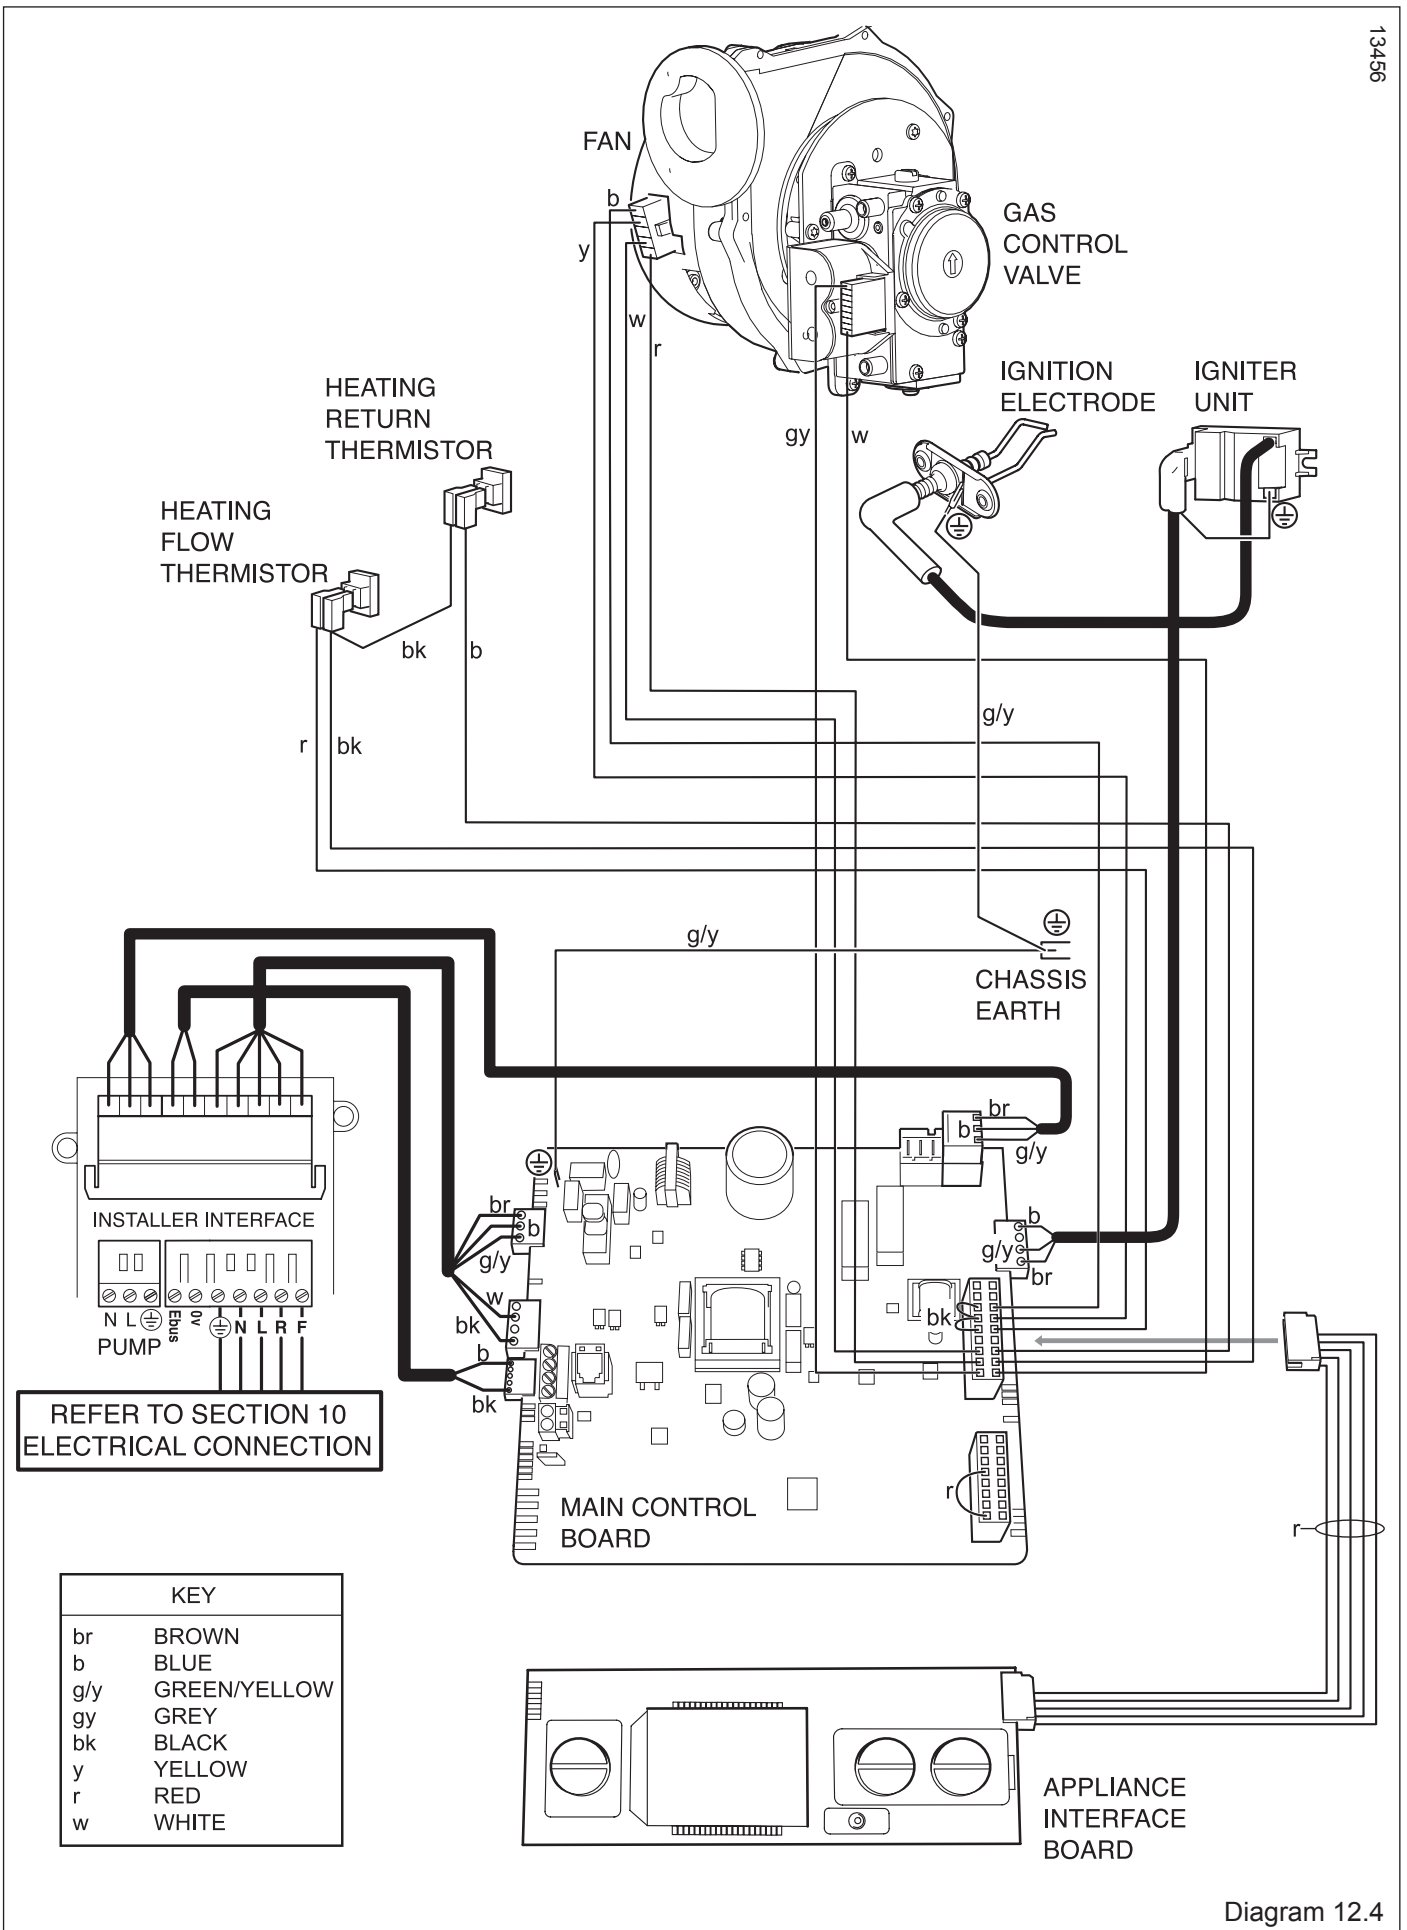 13456
FAN
b
y
w
r
GAS
CONTROL
VALVE
HEATING
RETURN
THERMISTOR
IGNITION
ELECTRODE
IGNITER
UNIT
gy
w
HEATING
FLOW
THERMISTOR
bk
b
r
bk
g/y
g/y
CHASSIS
EARTH
br
b
g/y
INSTALLER INTERFACE
br
b
g/y
b
g/y
br
w
bk
bk
N L
PUMP
Ebus
0v
N L R F
b
bk
REFER TO SECTION 10
ELECTRICAL CONNECTION
MAIN CONTROL
BOARD
r
r
KEY
br BROWN
b BLUE
g/y GREEN/YELLOW
gy GREY
bk BLACK
y YELLOW
r RED
w WHITE
APPLIANCE
INTERFACE
BOARD
Diagram 12.4